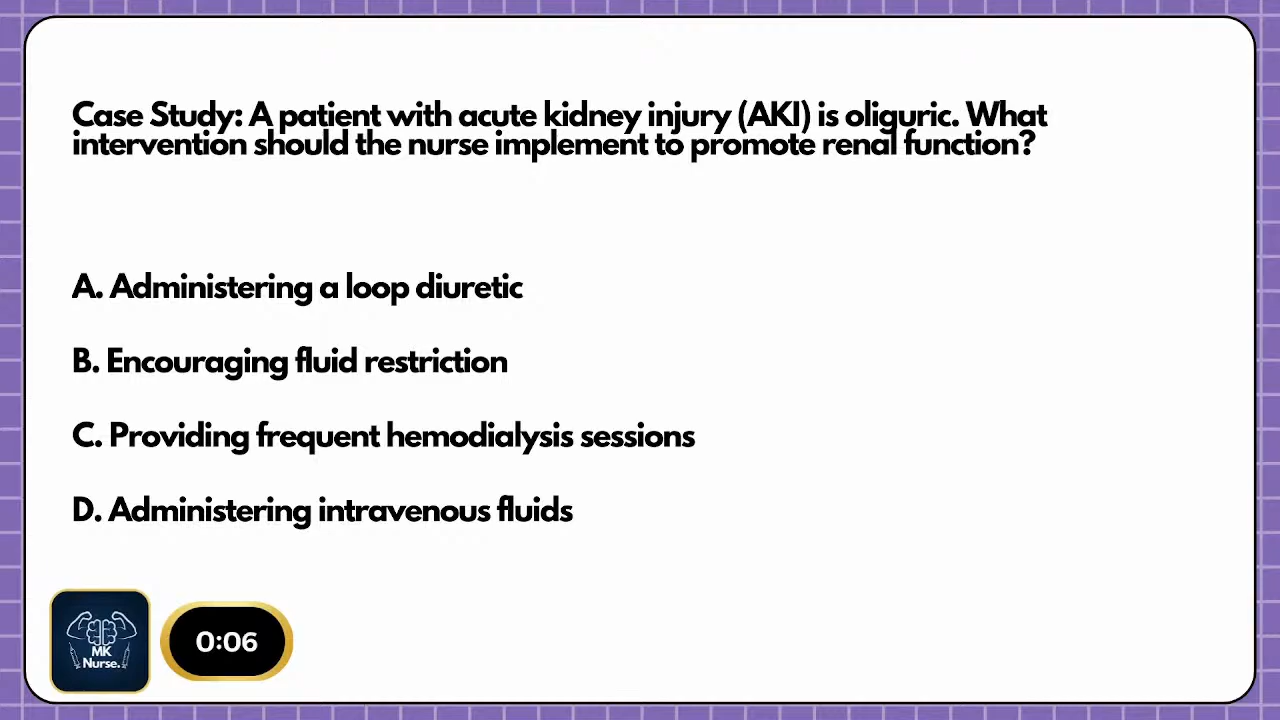 Case Study: A patient with acute kidney injury (AKI) is oliguric. What
intervention should the nurse implement to promote renal function?
A. Administering a loop diuretic
B. Encouraging fluid restriction
C. Providing frequent hemodialysis sessions
D. Administering intravenous fluids
MK
Nurse.
0:06